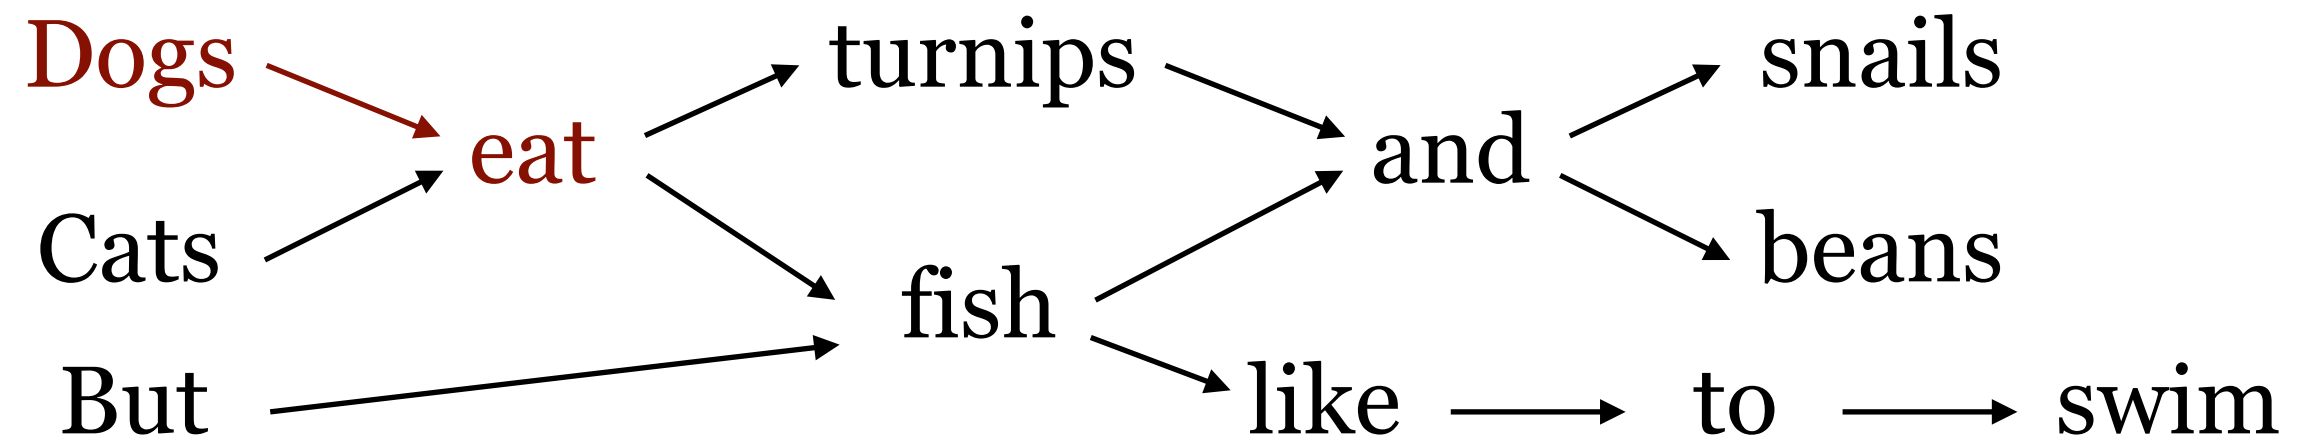 Dogs
turnips
snails
eat
and
Cats
beans
fish
But
like
to
swim